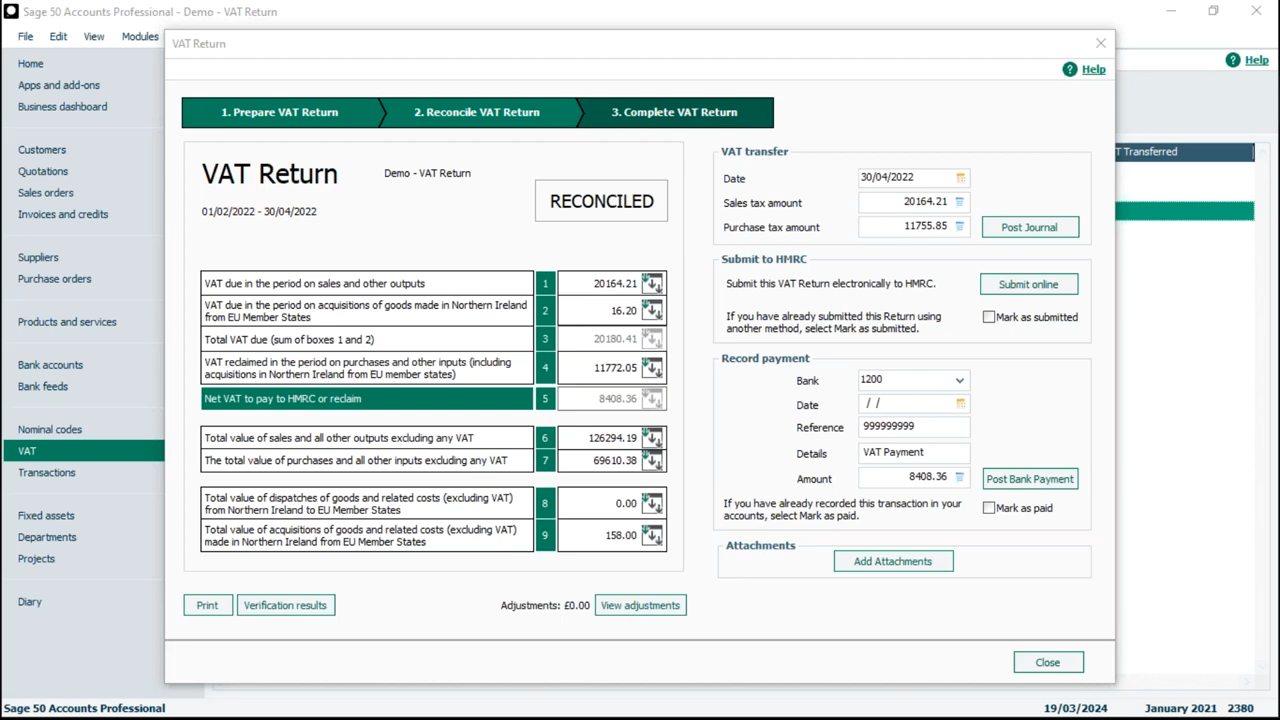 Sage 50 Accounts Professional - Demo - VAT Return
File Edit View Modules
Help
Home
Apps and add-ons
Business dashboard
Customers
Quotations
Sales orders
Invoices and credits
Suppliers
Purchase orders
Products and services
Bank accounts
Bank feeds
Nominal codes
VAT
Transactions
Fixed assets
Departments
Projects
Diary
T Transferred
VAT Return
Help
1. Prepare VAT Return
2. Reconcile VAT Return
3. Complete VAT Return
VAT Return
Demo - VAT Return
RECONCILED
01/02/2022 - 30/04/2022
VAT due in the period on sales and other outputs 1 20164.21
VAT due in the period on acquisitions of goods made in Northern Ireland
from EU Member States 2 16.20
Total VAT due (sum of boxes 1 and 2) 3 20180.41
VAT reclaimed in the period on purchases and other inputs (including
acquisitions in Northern Ireland from EU member states) 4 11772.05
Net VAT to pay to HMRC or reclaim 5 8408.36
Total value of sales and all other outputs excluding any VAT 6 126294.19
The total value of purchases and all other inputs excluding any VAT 7 69610.38
Total value of dispatches of goods and related costs (excluding VAT)
from Northern Ireland to EU Member States 8 0.00
Total value of acquisitions of goods and related costs (excluding VAT)
made in Northern Ireland from EU Member States 9 158.00
Print
Verification results
Adjustments: £0.00
View adjustments
VAT transfer
Date 30/04/2022
Sales tax amount 20164.21
Purchase tax amount 11755.85 Post Journal
Submit to HMRC
Submit this VAT Return electronically to HMRC. Submit online
If you have already submitted this Return using
another method, select Mark as submitted.
Mark as submitted
Record payment
Bank 1200
Date / /
Reference 999999999
Details VAT Payment
Amount 8408.36 Post Bank Payment
If you have already recorded this transaction in your
accounts, select Mark as paid.
Mark as paid
Attachments
Add Attachments
Close
Sage 50 Accounts Professional
19/03/2024 January 2021 2380